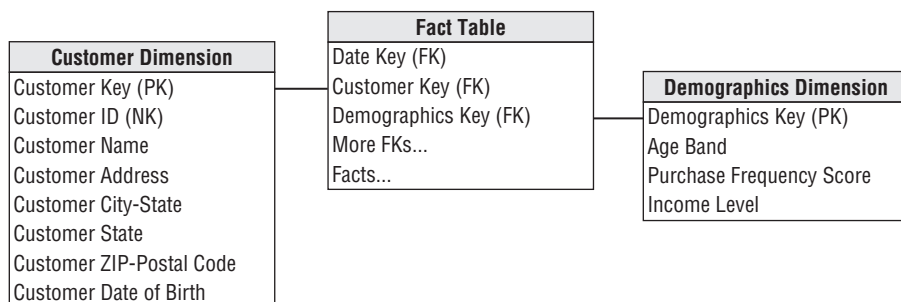 Customer Dimension
Customer Key (PK)
Customer ID (NK)
Customer Name
Customer Address
Customer City-State
Customer State
Customer ZIP-Postal Code
Customer Date of Birth
Fact Table
Date Key (FK)
Customer Key (FK)
Demographics Key (FK)
More FKs...
Facts...
Demographics Dimension
Demographics Key (PK)
Age Band
Purchase Frequency Score
Income Level